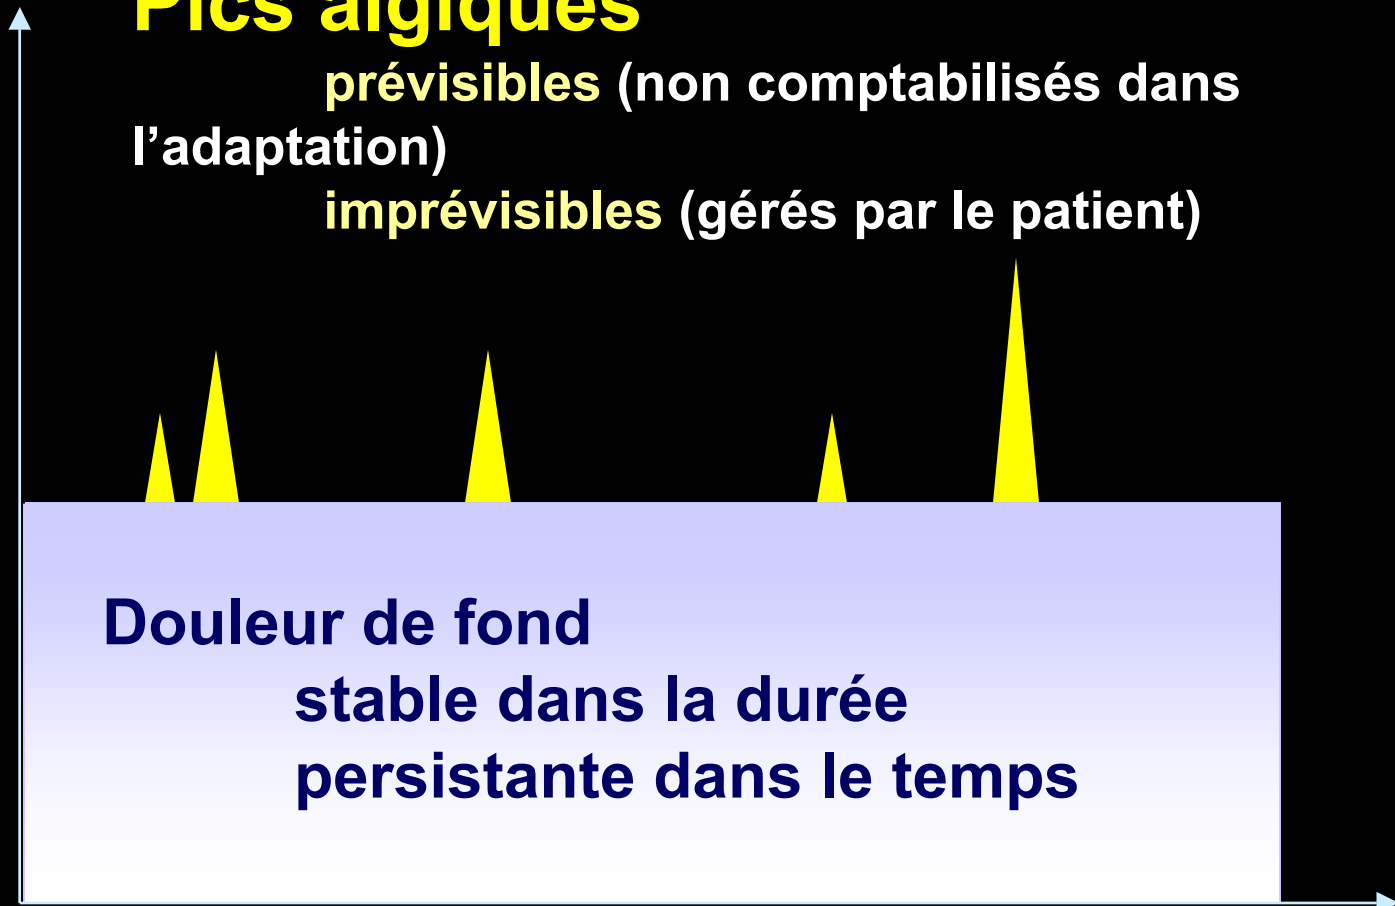 Pics algiques
prévisibles (non comptabilisés dans
l’adaptation)
imprévisibles (gérés par le patient)
Douleur de fond
stable dans la durée
persistante dans le temps